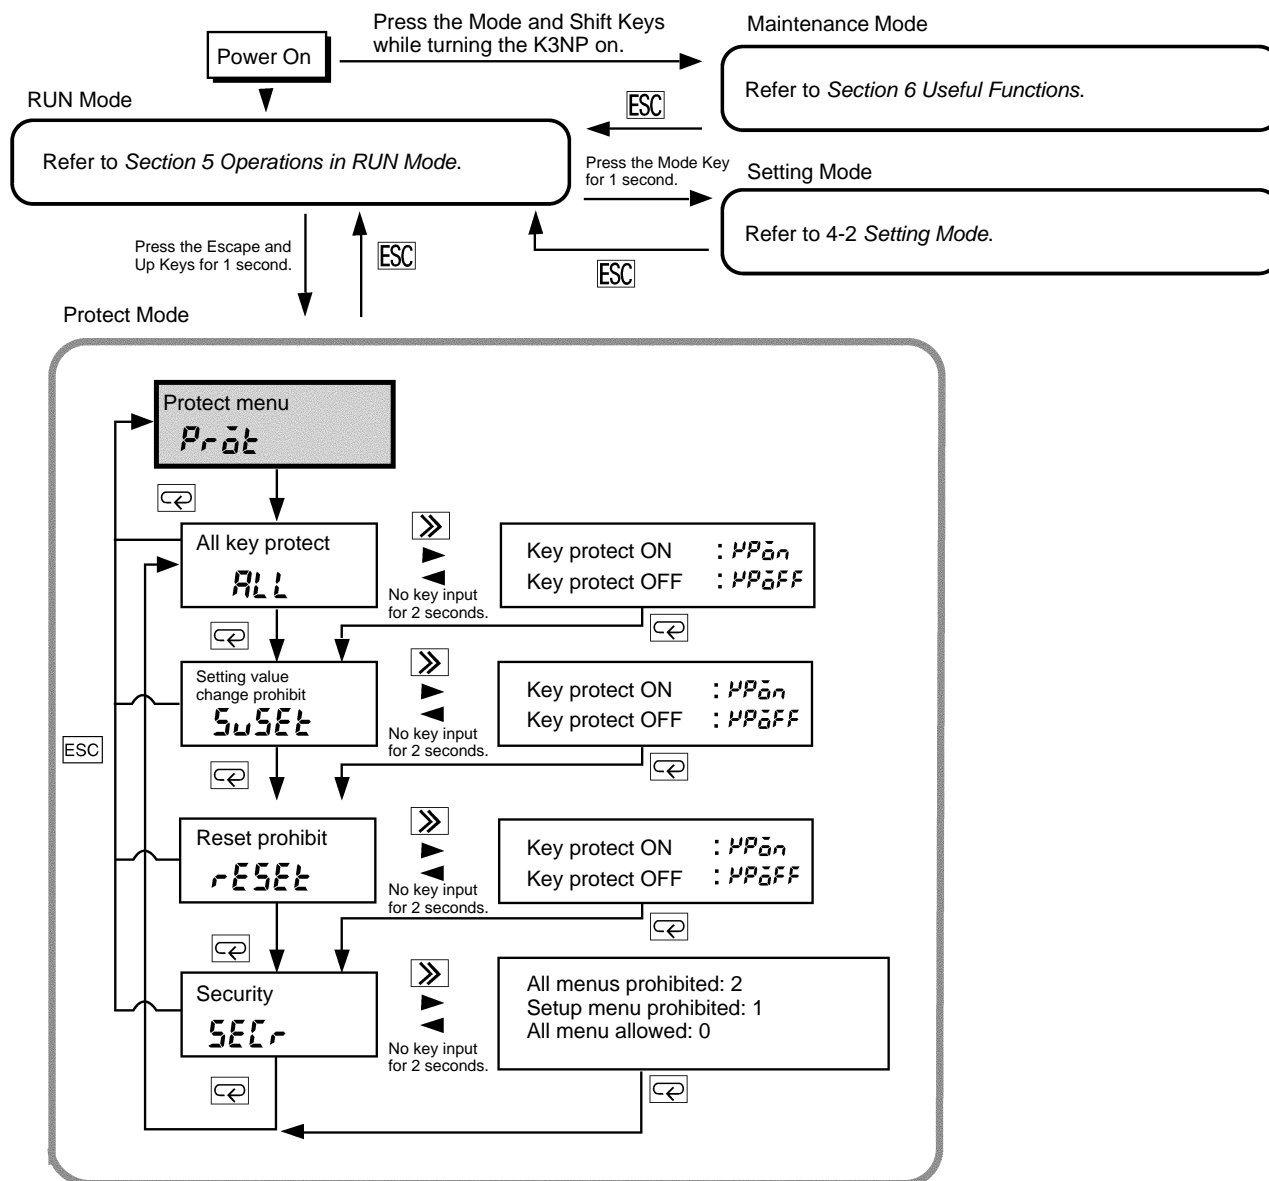 Press the Mode and Shift Keys
while turning the K3NP on.
Maintenance Mode
Power On
Refer to Section 6 Useful Functions.
RUN Mode
ESC
Refer to Section 5 Operations in RUN Mode.
Press the Mode Key
for 1 second.
Setting Mode
Refer to 4-2 Setting Mode.
Press the Escape and
Up Keys for 1 second.
ESC
ESC
Protect Mode
Protect menu
Prōt
All key protect
ALL
No key input
for 2 seconds.
Key protect ON : KPōn
Key protect OFF : KPōFF
Setting value
change prohibit
SvSEt
No key input
for 2 seconds.
Key protect ON : KPōn
Key protect OFF : KPōFF
ESC
Reset prohibit
rESEt
No key input
for 2 seconds.
Key protect ON : KPōn
Key protect OFF : KPōFF
Security
SECr
No key input
for 2 seconds.
All menus prohibited: 2
Setup menu prohibited: 1
All menu allowed: 0